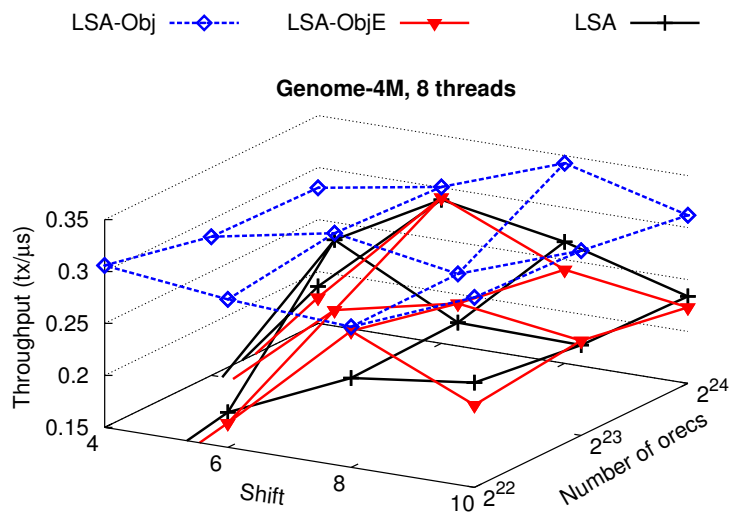 LSA-Obj LSA-ObjE LSA
Genome-4M, 8 threads
Throughput (tx/µs)
0.35
0.3
0.25
0.2
0.15
4
6
8
10
Shift
2^22
2^23
2^24
Number of orecs